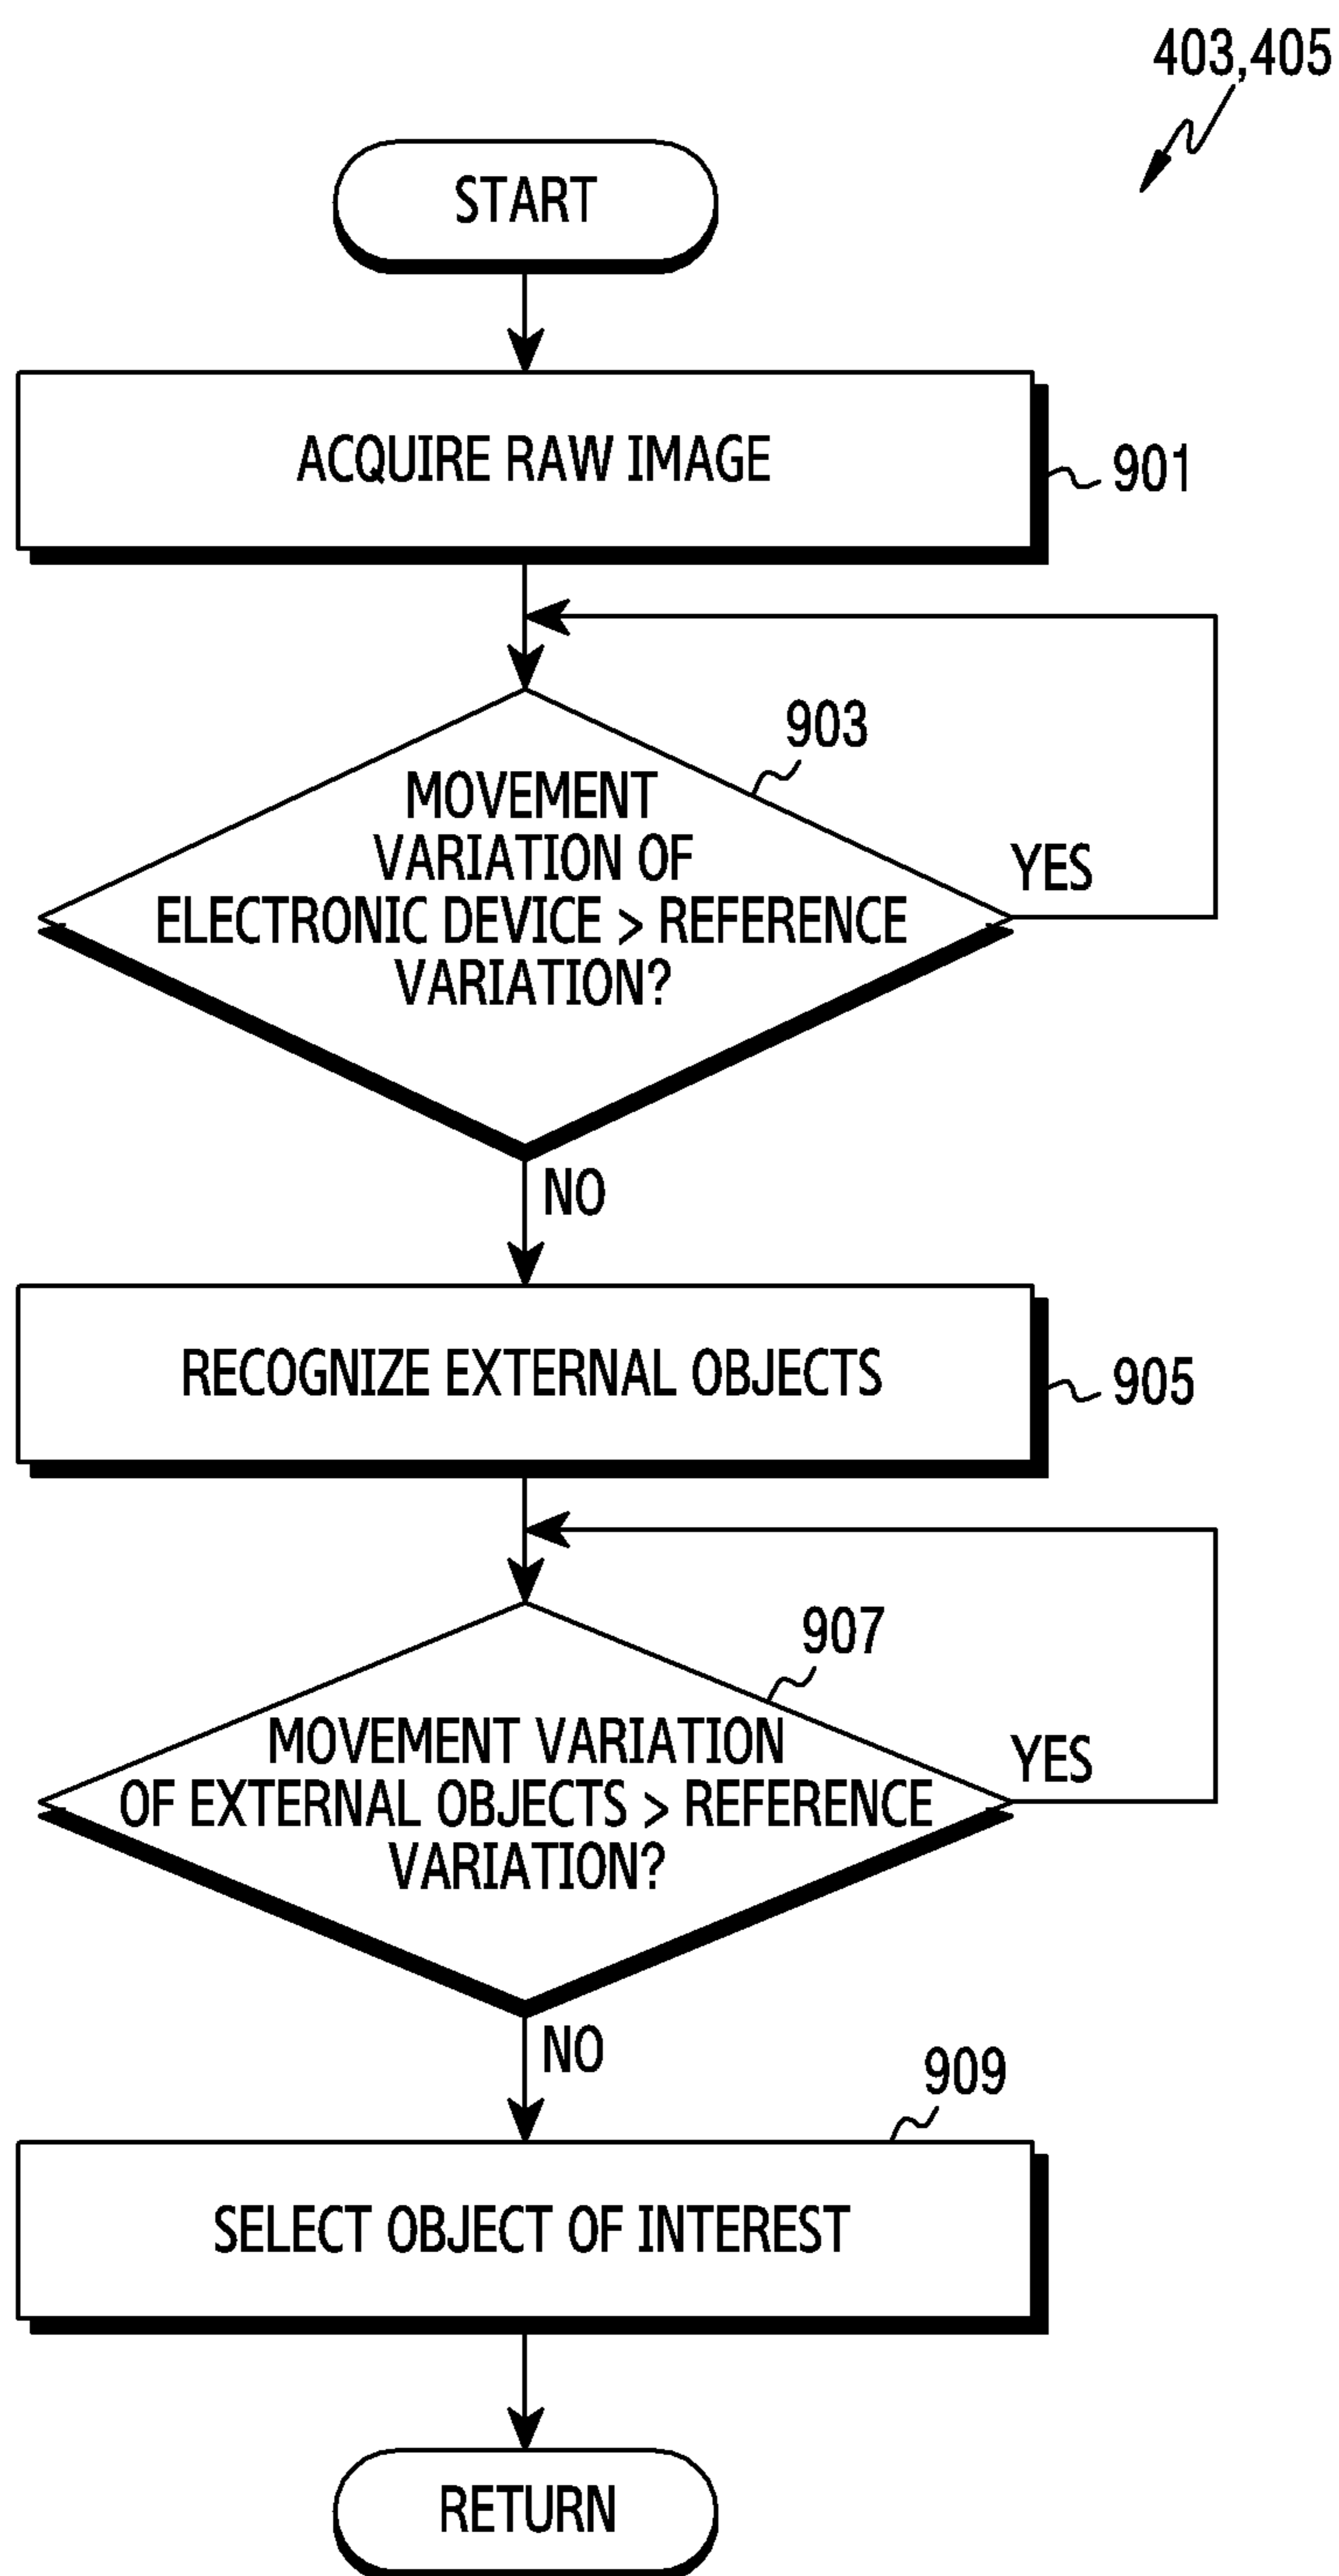 403,405
START
ACQUIRE RAW IMAGE
901
903
MOVEMENT
VARIATION OF
ELECTRONIC DEVICE > REFERENCE
VARIATION?
YES
NO
RECOGNIZE EXTERNAL OBJECTS
905
907
MOVEMENT VARIATION
OF EXTERNAL OBJECTS > REFERENCE
VARIATION?
YES
NO
909
SELECT OBJECT OF INTEREST
RETURN